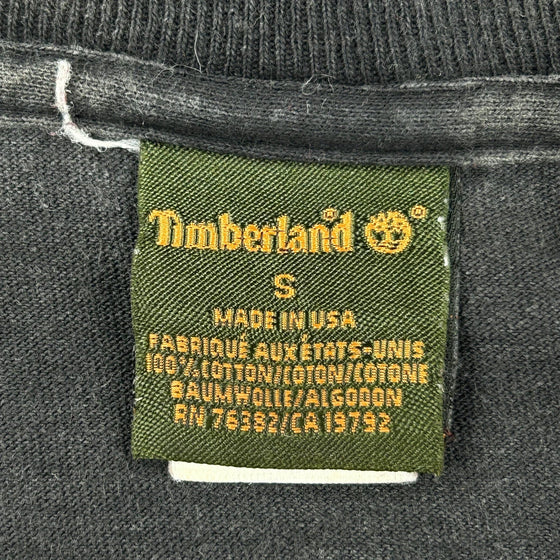 Timberland® ®
S
MADE IN USA
FABRIQUÉ AUX ÉTATS-UNIS
100% COTTON/COTON/COTONE
BAUMWOLLE/ALGODON
RN 76382/CA 19792